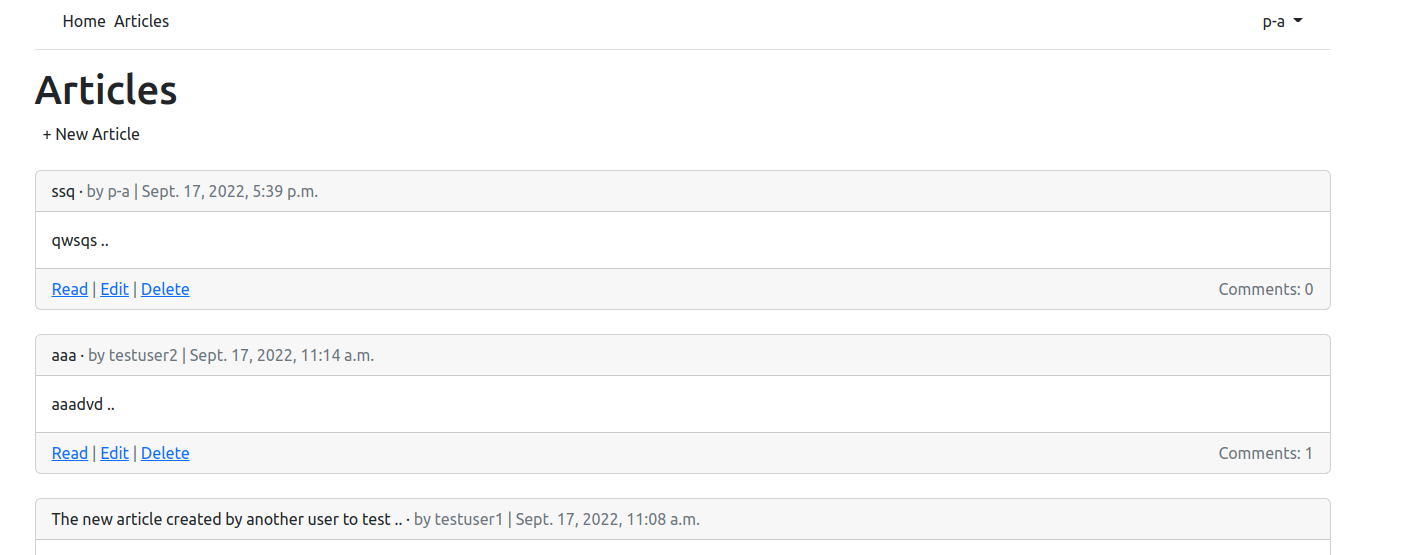 Home Articles p-a
Articles
+ New Article
ssq · by p-a | Sept. 17, 2022, 5:39 p.m.
qwsqs ..
Read | Edit | Delete Comments: 0
aaa · by testuser2 | Sept. 17, 2022, 11:14 a.m.
aaadvd ..
Read | Edit | Delete Comments: 1
The new article created by another user to test .. · by testuser1 | Sept. 17, 2022, 11:08 a.m.